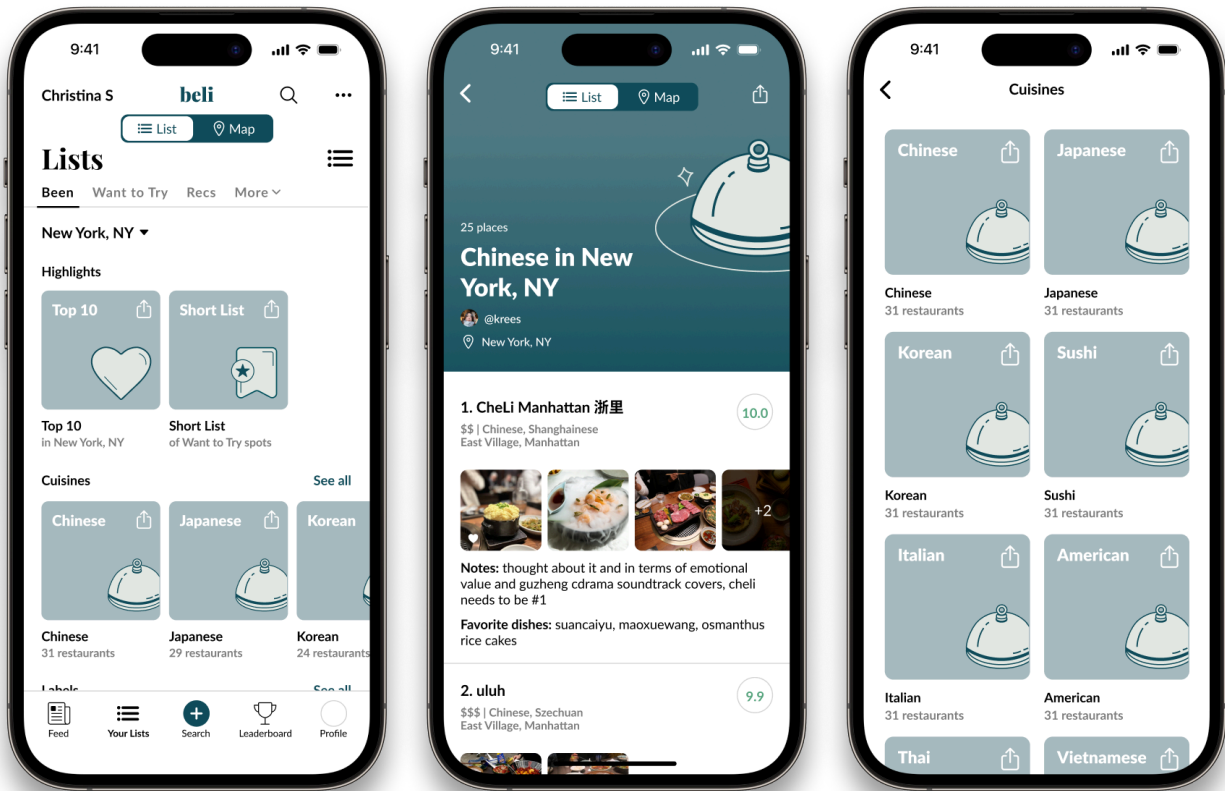 9:41
Christina S
beli
List
Map
Lists
Been
Want to Try
Recs
More
New York, NY
Highlights
Top 10
Short List
Top 10
in New York, NY
Short List
of Want to Try spots
Cuisines
See all
Chinese
Japanese
Korean
Chinese
31 restaurants
Japanese
29 restaurants
Korean
24 restaurants
Labels
See all
Feed
Your Lists
Search
Leaderboard
Profile
9:41
List
Map
25 places
Chinese in New
York, NY
@krees
New York, NY
1. CheLi Manhattan 浙里
10.0
$$ | Chinese, Shanghainese
East Village, Manhattan
+2
Notes: thought about it and in terms of emotional
value and guzheng cdrama soundtrack covers, cheli
needs to be #1
Favorite dishes: suancaiyu, maoxuewang, osmanthus
rice cakes
2. uluh
9.9
$$$ | Chinese, Szechuan
East Village, Manhattan
9:41
Cuisines
Chinese
Japanese
Chinese
31 restaurants
Japanese
31 restaurants
Korean
Sushi
Korean
31 restaurants
Sushi
31 restaurants
Italian
American
Italian
31 restaurants
American
31 restaurants
Thai
Vietnamese